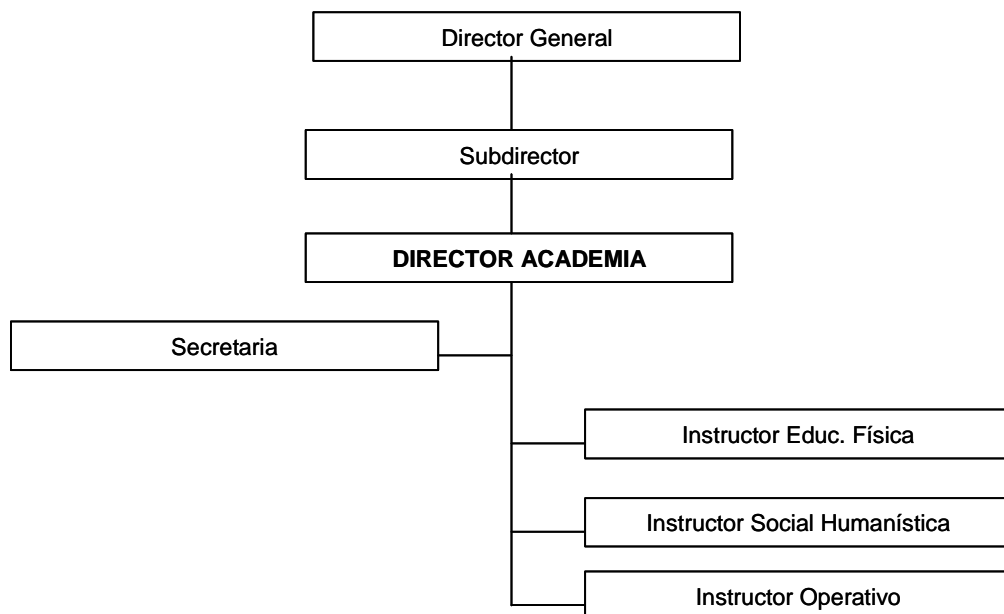 Director General
Subdirector
DIRECTOR ACADEMIA
Secretaria
Instructor Educ. Física
Instructor Social Humanística
Instructor Operativo